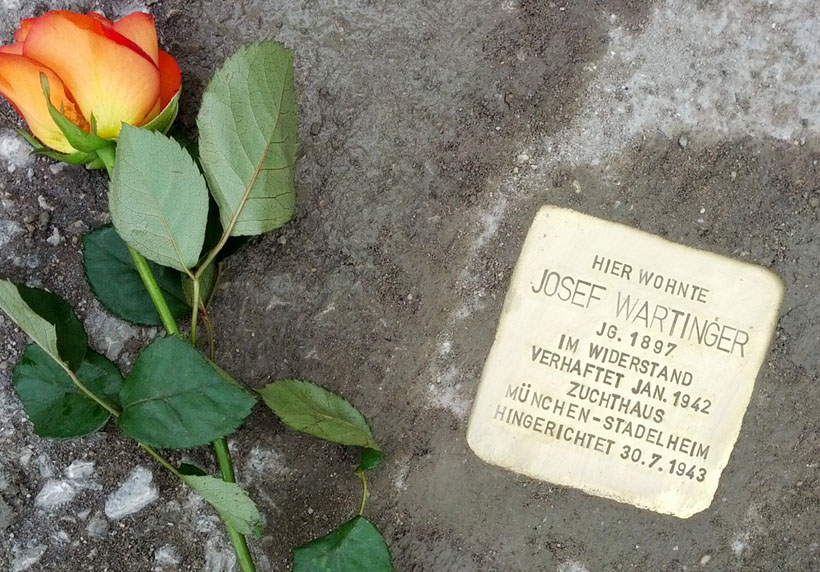 HIER WOHNTE
JOSEF WARTINGER
JG. 1897
IM WIDERSTAND
VERHAFTET JAN. 1942
ZUCHTHAUS
MÜNCHEN-STADELHEIM
HINGERICHTET 30.7.1943